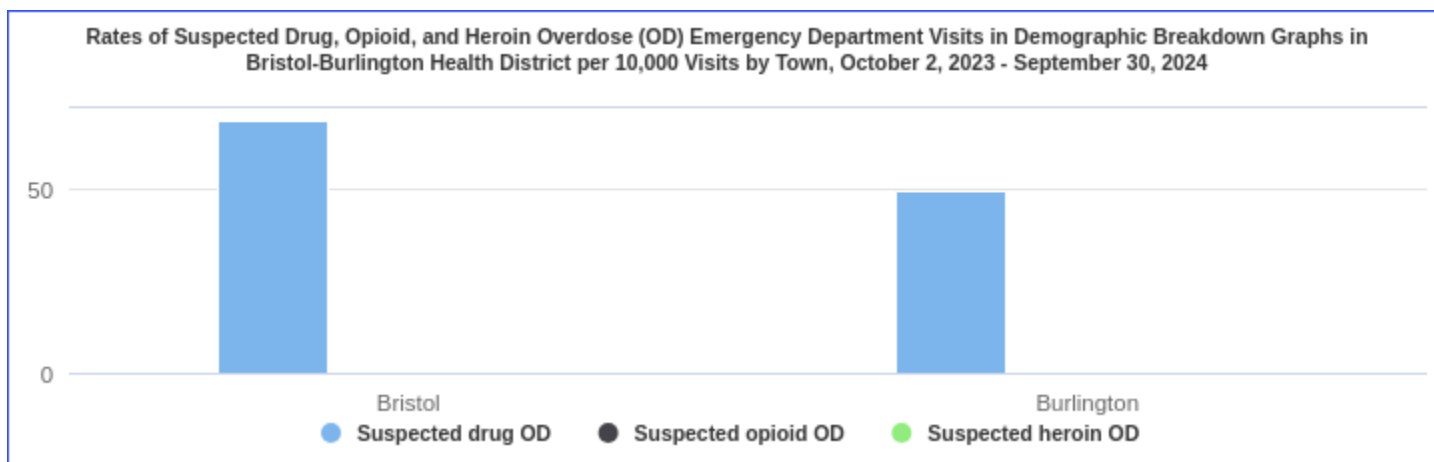 Rates of Suspected Drug, Opioid, and Heroin Overdose (OD) Emergency Department Visits in Demographic Breakdown Graphs in
Bristol-Burlington Health District per 10,000 Visits by Town, October 2, 2023 - September 30, 2024
50
0
Bristol Burlington
Suspected drug OD Suspected opioid OD Suspected heroin OD